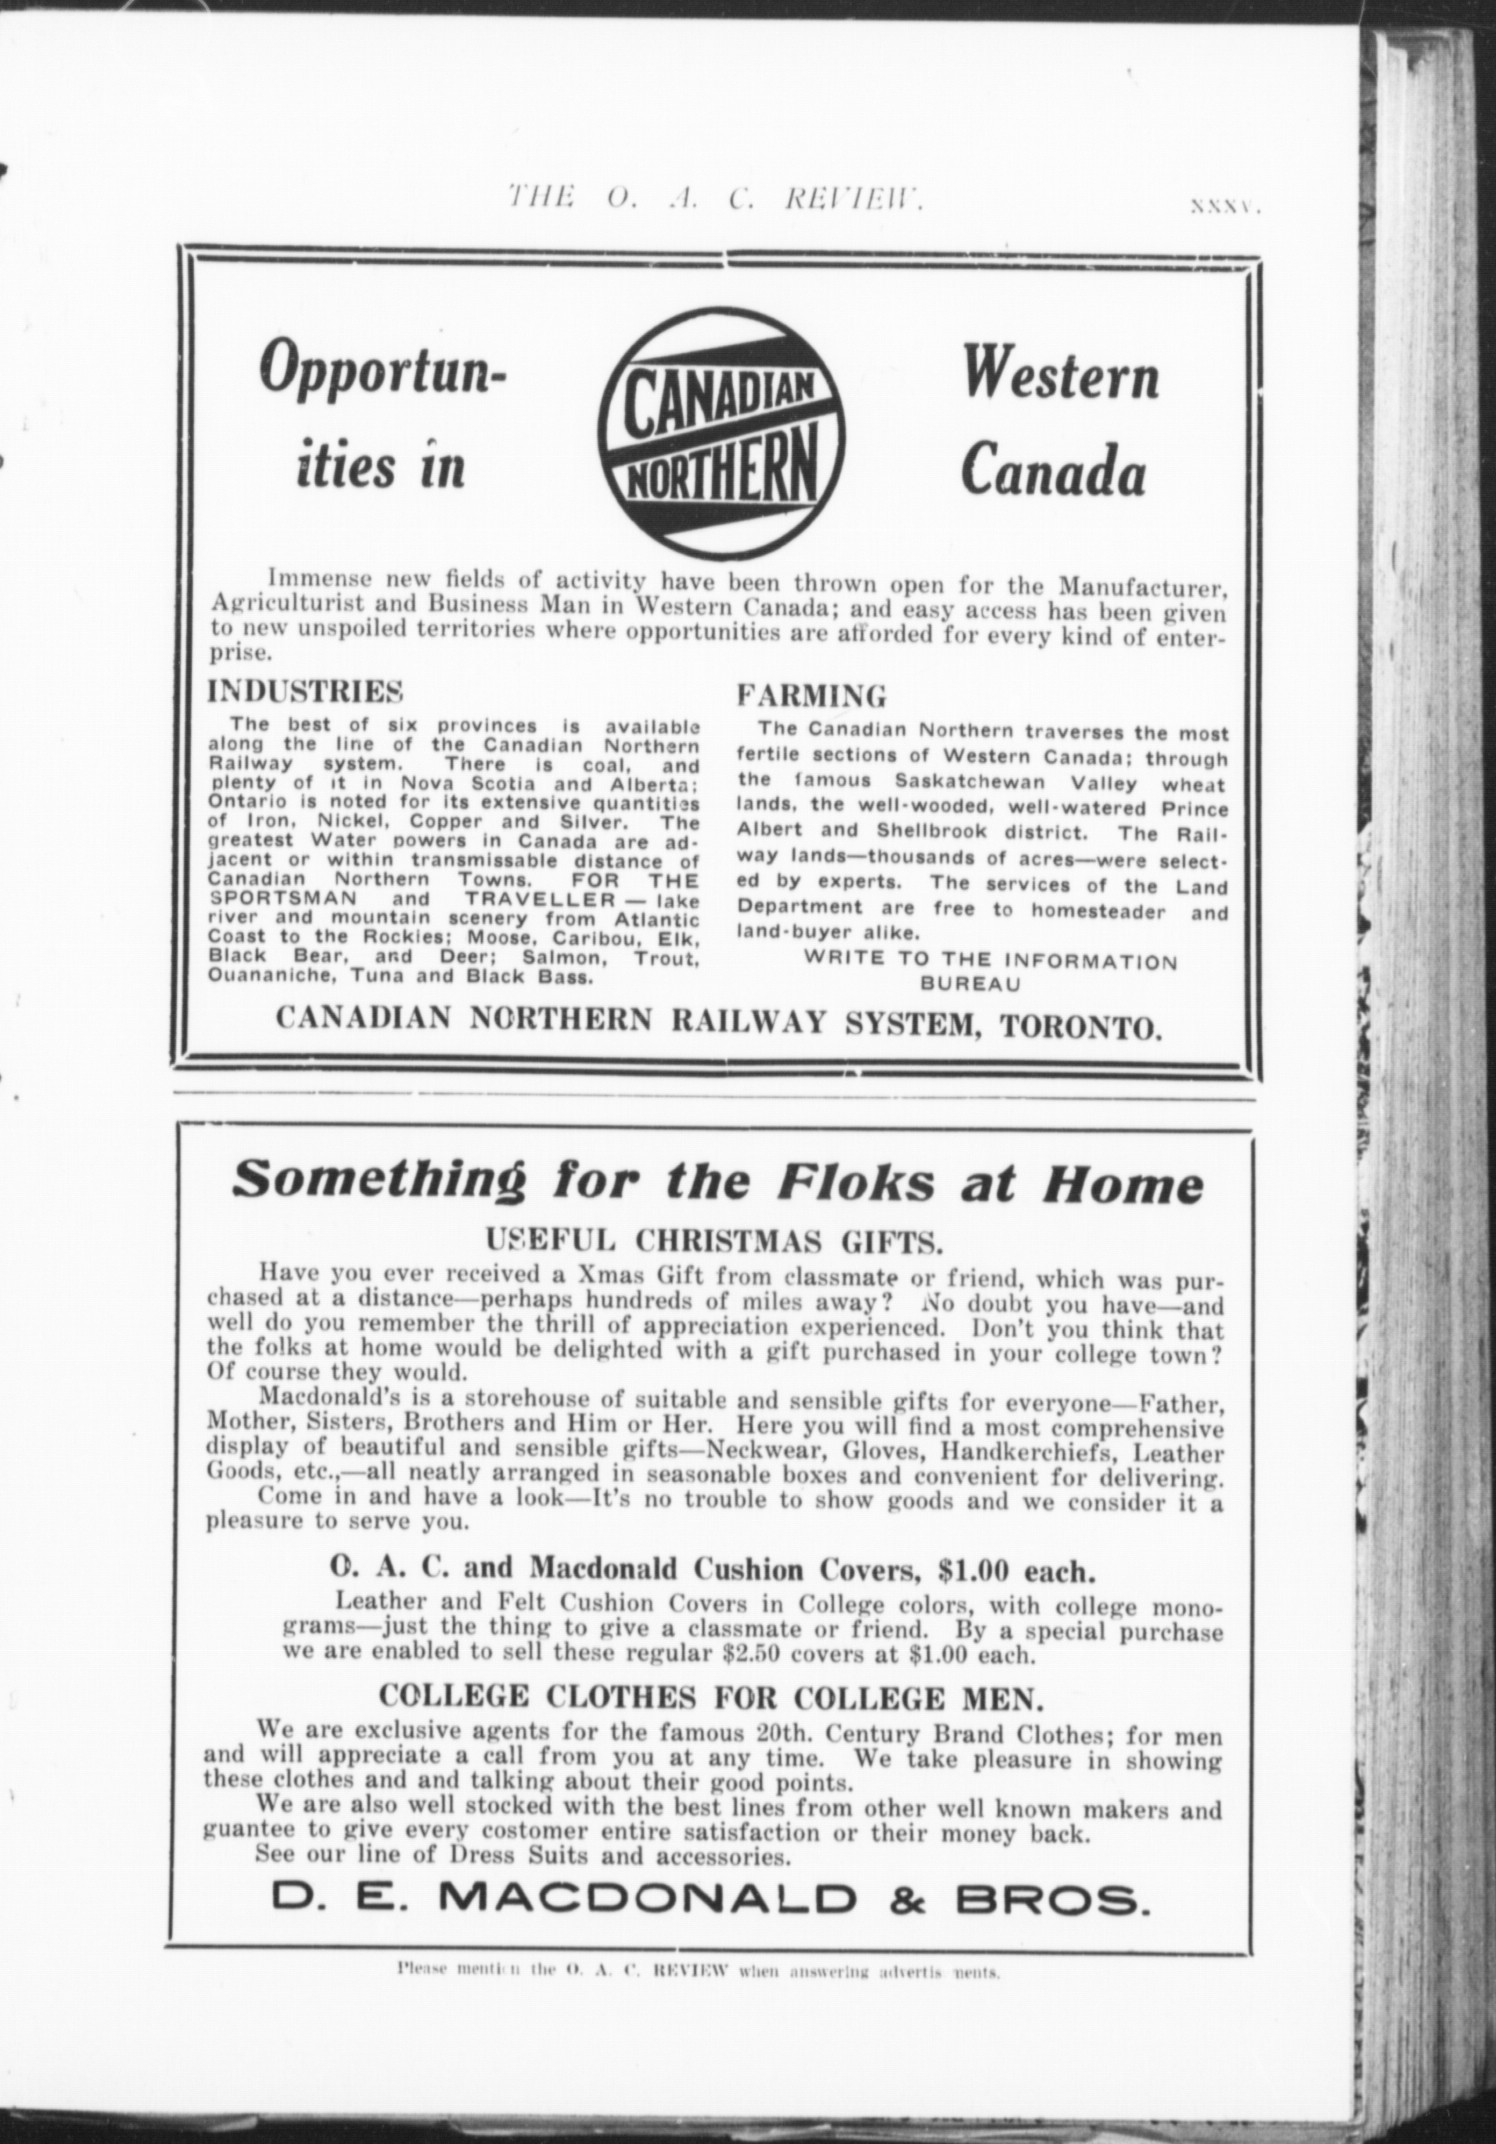 THE O. A. C. REVIEW. xxxv.
Opportun-
ities in
CANADIAN
NORTHERN
Western
Canada
Immense new fields of activity have been thrown open for the Manufacturer,
Agriculturist and Business Man in Western Canada; and easy access has been given
to new unspoiled territories where opportunities are afforded for every kind of enter-
prise.
INDUSTRIES
The best of six provinces is available
along the line of the Canadian Northern
Railway system. There is coal, and
plenty of it in Nova Scotia and Alberta;
Ontario is noted for its extensive quantities
of Iron, Nickel, Copper and Silver. The
greatest Water powers in Canada are ad-
jacent or within transmissable distance of
Canadian Northern Towns. FOR THE
SPORTSMAN and TRAVELLER — lake
river and mountain scenery from Atlantic
Coast to the Rockies; Moose, Caribou, Elk,
Black Bear, and Deer; Salmon, Trout,
Ouananiche, Tuna and Black Bass.
FARMING
The Canadian Northern traverses the most
fertile sections of Western Canada; through
the famous Saskatchewan Valley wheat
lands, the well-wooded, well-watered Prince
Albert and Shellbrook district. The Rail-
way lands—thousands of acres—were select-
ed by experts. The services of the Land
Department are free to homesteader and
land-buyer alike.
WRITE TO THE INFORMATION
BUREAU
CANADIAN NORTHERN RAILWAY SYSTEM, TORONTO.
Something for the Floks at Home
USEFUL CHRISTMAS GIFTS.
Have you ever received a Xmas Gift from classmate or friend, which was pur-
chased at a distance—perhaps hundreds of miles away? No doubt you have—and
well do you remember the thrill of appreciation experienced. Don't you think that
the folks at home would be delighted with a gift purchased in your college town?
Of course they would.
Macdonald's is a storehouse of suitable and sensible gifts for everyone—Father,
Mother, Sisters, Brothers and Him or Her. Here you will find a most comprehensive
display of beautiful and sensible gifts—Neckwear, Gloves, Handkerchiefs, Leather
Goods, etc.,—all neatly arranged in seasonable boxes and convenient for delivering.
Come in and have a look—It's no trouble to show goods and we consider it a
pleasure to serve you.
O. A. C. and Macdonald Cushion Covers, $1.00 each.
Leather and Felt Cushion Covers in College colors, with college mono-
grams—just the thing to give a classmate or friend. By a special purchase
we are enabled to sell these regular $2.50 covers at $1.00 each.
COLLEGE CLOTHES FOR COLLEGE MEN.
We are exclusive agents for the famous 20th. Century Brand Clothes; for men
and will appreciate a call from you at any time. We take pleasure in showing
these clothes and and talking about their good points.
We are also well stocked with the best lines from other well known makers and
guantee to give every costomer entire satisfaction or their money back.
See our line of Dress Suits and accessories.
D. E. MACDONALD & BROS.
Please mention the O. A. C. REVIEW when answering advertisments.